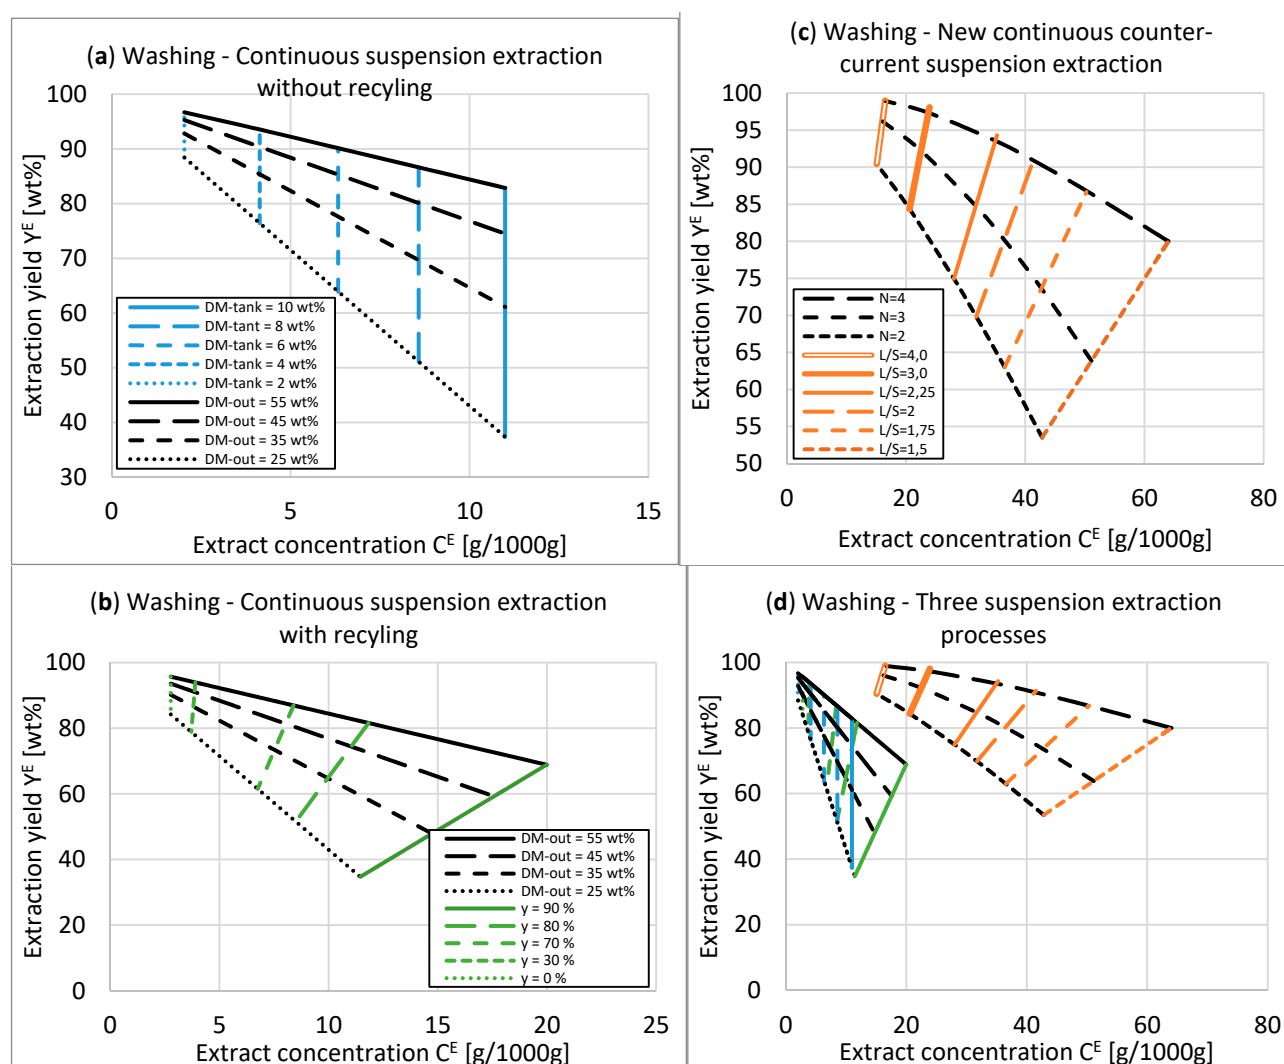 (a) Washing - Continuous suspension extraction
without recyling
100
90
80
70
60
50
40
30
Extraction yield Y^E [wt%]
DM-tank = 10 wt%
DM-tant = 8 wt%
DM-tank = 6 wt%
DM-tank = 4 wt%
DM-tank = 2 wt%
DM-out = 55 wt%
DM-out = 45 wt%
DM-out = 35 wt%
DM-out = 25 wt%
0 5 10 15
Extract concentration C^E [g/1000g]
(c) Washing - New continuous counter-
current suspension extraction
100
95
90
85
80
75
70
65
60
55
50
Extraction yield Y^E [wt%]
N=4
N=3
N=2
L/S=4,0
L/S=3,0
L/S=2,25
L/S=2
L/S=1,75
L/S=1,5
0 20 40 60 80
Extract concentration C^E [g/1000g]
(b) Washing - Continuous suspension extraction
with recyling
100
80
60
40
20
0
Extraction yield Y^E [wt%]
DM-out = 55 wt%
DM-out = 45 wt%
DM-out = 35 wt%
DM-out = 25 wt%
y = 90 %
y = 80 %
y = 70 %
y = 30 %
y = 0 %
0 5 10 15 20 25
Extract concentration C^E [g/1000g]
(d) Washing - Three suspension extraction
processes
100
80
60
40
20
0
Extraction yield Y^E [wt%]
0 20 40 60 80
Extract concentration C^E [g/1000g]